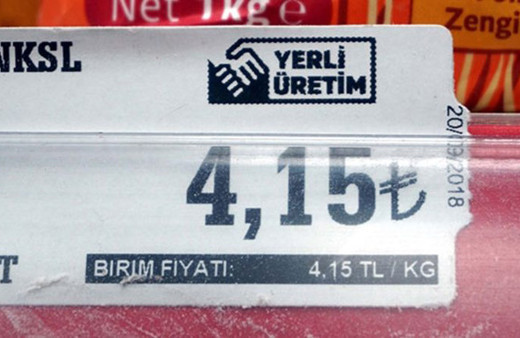 Net 1kg e
Zengi
NKSL
YERLİ
ÜRETİM
20/09/2018
4,15₺
T
BIRIM FIYATI: 4,15 TL / KG